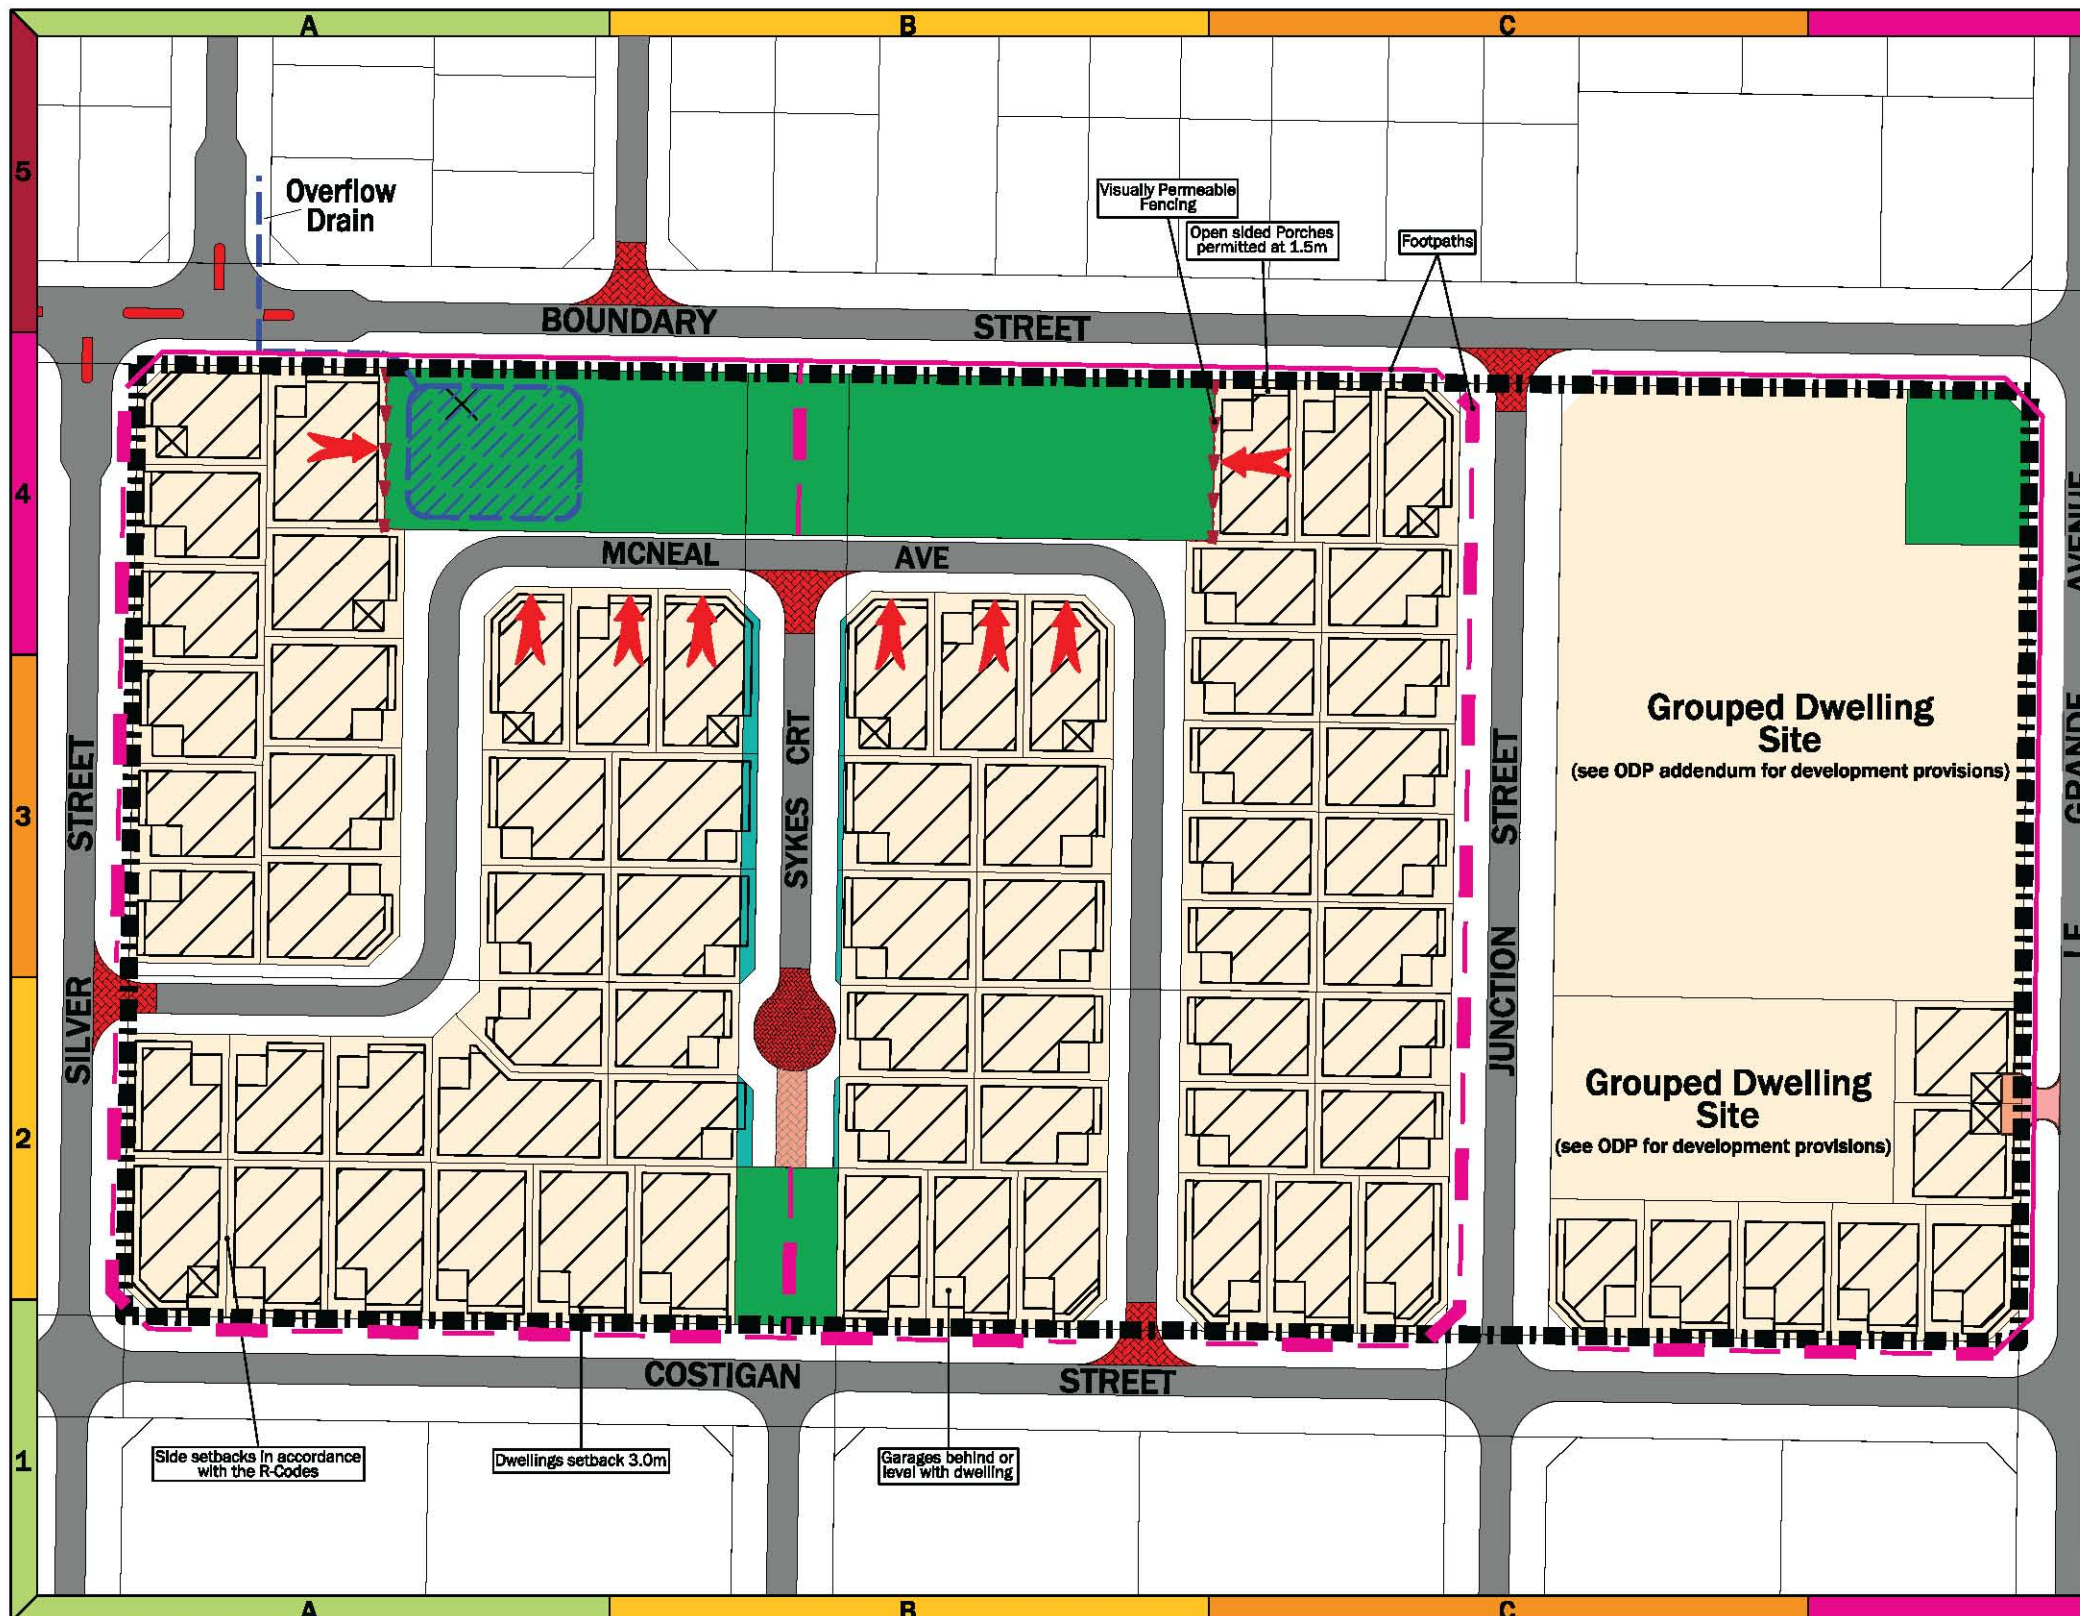 A
B
C
5
Overflow
Drain
Visually Permeable
Fencing
Open sided Porches
permitted at 1.5m
Footpaths
BOUNDARY STREET
4
MCNEAL AVE
AVENUE
GRANDE
LE
Grouped Dwelling
Site
(see ODP addendum for development provisions)
SYKES CRT
3
SILVER STREET
JUNCTION STREET
Grouped Dwelling
Site
(see ODP for development provisions)
2
COSTIGAN STREET
1
Side setbacks in accordance
with the R-Codes
Dwellings setback 3.0m
Garages behind or
level with dwelling
A
B
C